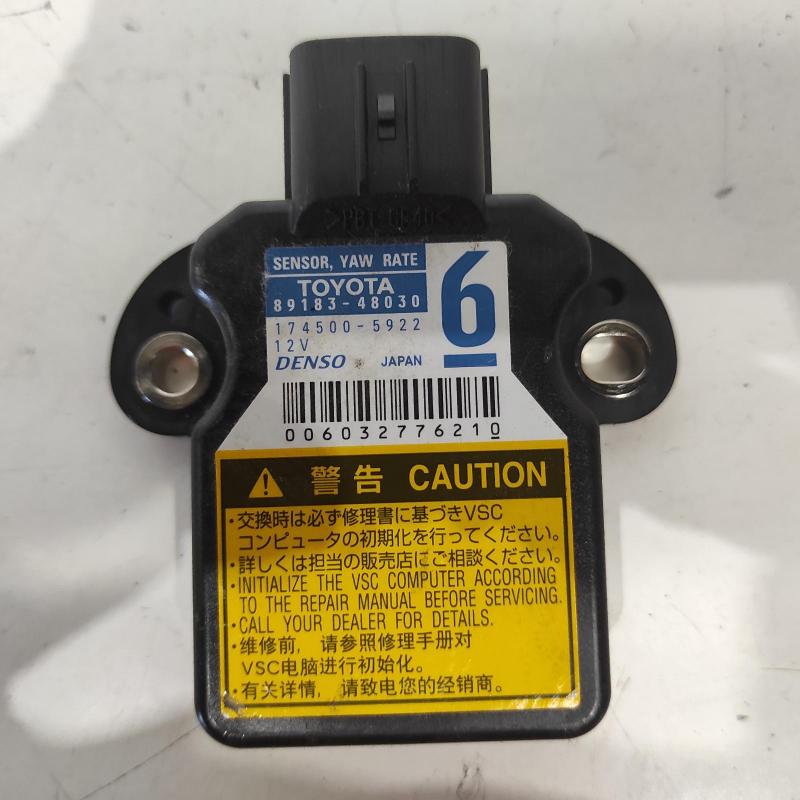 >PBT-GF40<
SENSOR, YAW RATE
TOYOTA
89183-48030
6
174500-5922
12V
DENSO JAPAN
006032776210
警告 CAUTION
・交換時は必ず修理書に基づきVSC
コンピュータの初期化を行ってください。
・詳しくは担当の販売店にご相談ください。
・INITIALIZE THE VSC COMPUTER ACCORDING
TO THE REPAIR MANUAL BEFORE SERVICING.
・CALL YOUR DEALER FOR DETAILS.
・维修前，请参照修理手册对
VSC电脑进行初始化。
・有关详情，请致电您的经销商。